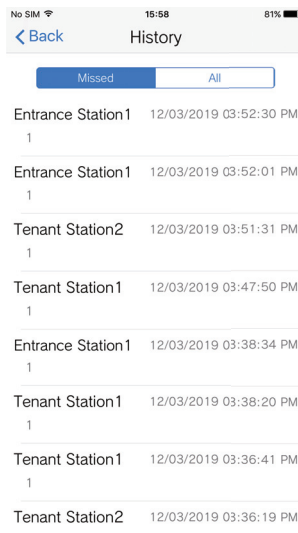 No SIM 15:58 81%
Back History
Missed All
Entrance Station1 12/03/2019 03:52:30 PM
1
Entrance Station1 12/03/2019 03:52:01 PM
1
Tenant Station2 12/03/2019 03:51:31 PM
1
Tenant Station1 12/03/2019 03:47:50 PM
1
Entrance Station1 12/03/2019 03:38:34 PM
1
Tenant Station1 12/03/2019 03:38:20 PM
1
Tenant Station1 12/03/2019 03:36:41 PM
1
Tenant Station2 12/03/2019 03:36:19 PM